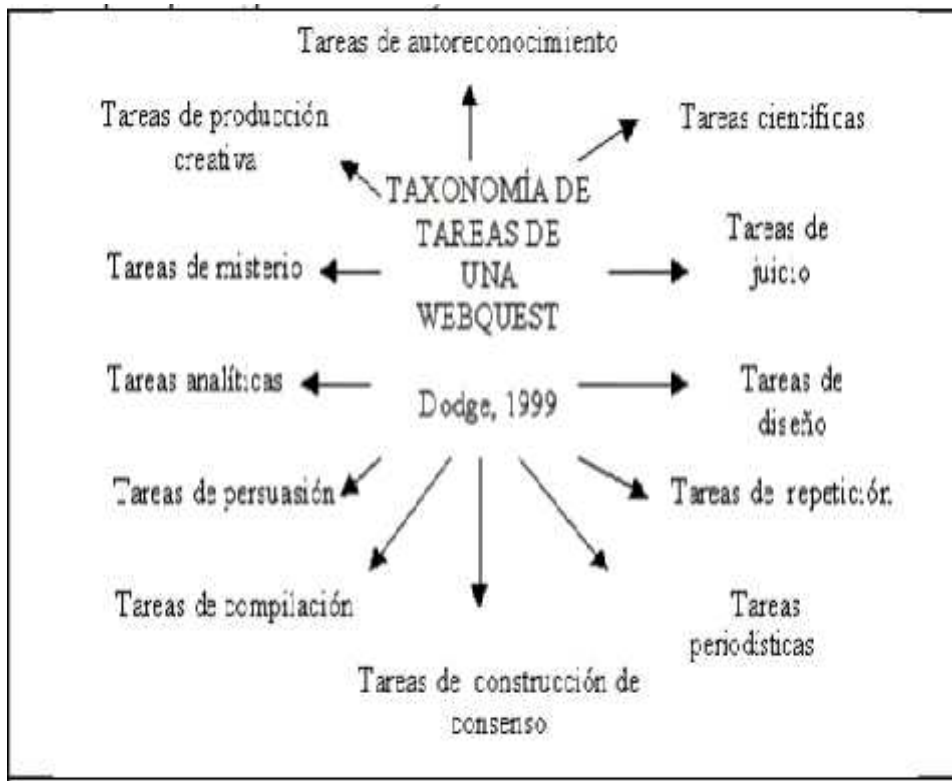 Tareas de autoreconocimiento
Tareas de producción
creativa
Tareas científicas
TAXONOMÍA DE
TAREAS DE
UNA
WEBQUEST
Dodge, 1999
Tareas de misterio
Tareas de
juicio
Tareas analíticas
Tareas de
diseño
Tareas de persuasión
Tareas de repetición
Tareas de compilación
Tareas
periodísticas
Tareas de construcción de
consenso